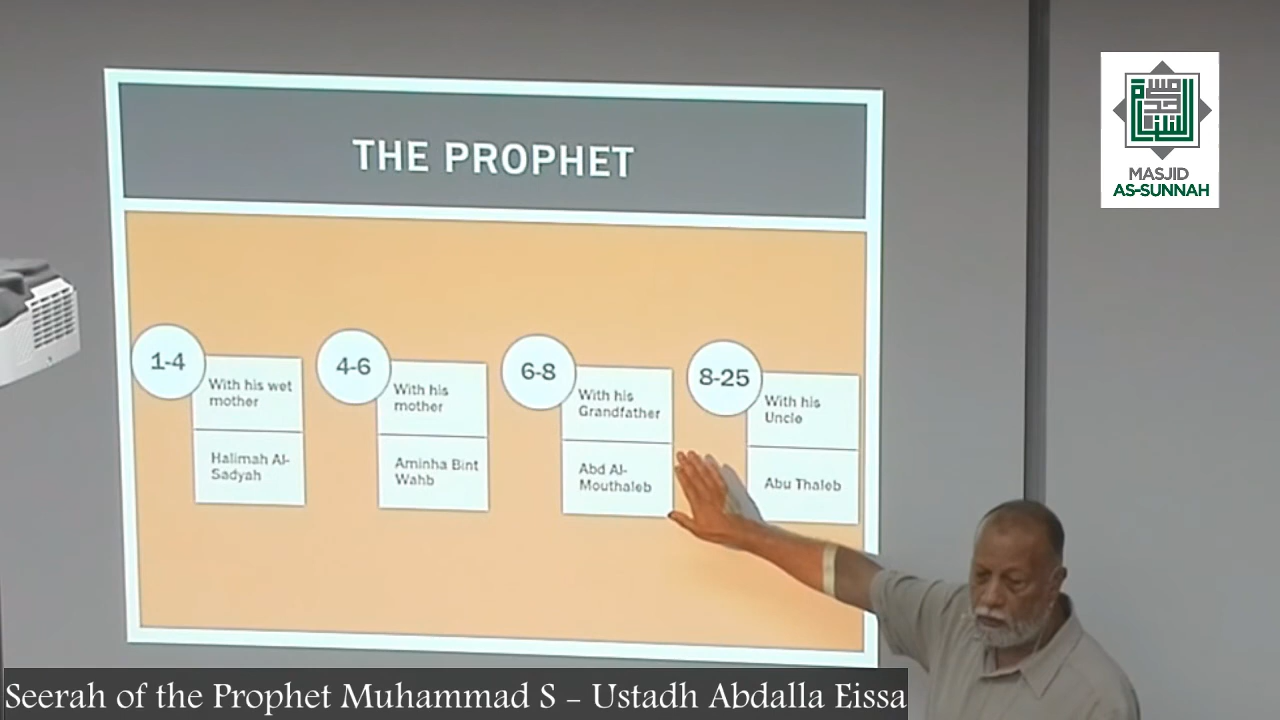 THE PROPHET
1-4
With his wet
mother
Halimah Al-
Sadyah
4-6
With his
mother
Aminha Bint
Wahb
6-8
With his
Grandfather
Abd Al-
Mouthaleb
8-25
With his
Uncle
Abu Thaleb
MASJID
AS-SUNNAH
Seerah of the Prophet Muhammad S – Ustadh Abdalla Eissa